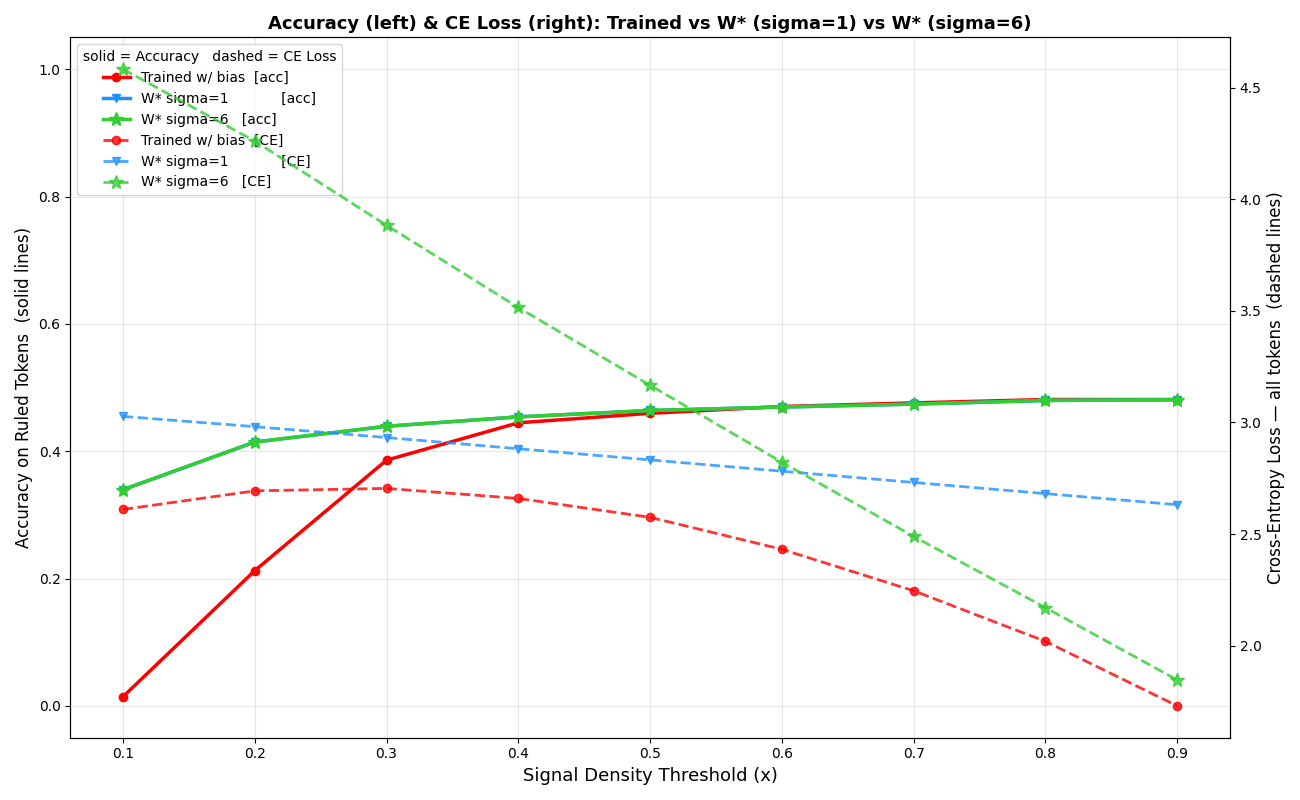 Accuracy (left) & CE Loss (right): Trained vs W* (sigma=1) vs W* (sigma=6)
solid = Accuracy   dashed = CE Loss
Trained w/ bias  [acc]
W* sigma=1            [acc]
W* sigma=6   [acc]
Trained w/ bias  [CE]
W* sigma=1            [CE]
W* sigma=6   [CE]
Accuracy on Ruled Tokens  (solid lines)
1.0
0.8
0.6
0.4
0.2
0.0
4.5
4.0
3.5
3.0
2.5
2.0
Cross-Entropy Loss — all tokens  (dashed lines)
0.1 0.2 0.3 0.4 0.5 0.6 0.7 0.8 0.9
Signal Density Threshold (x)